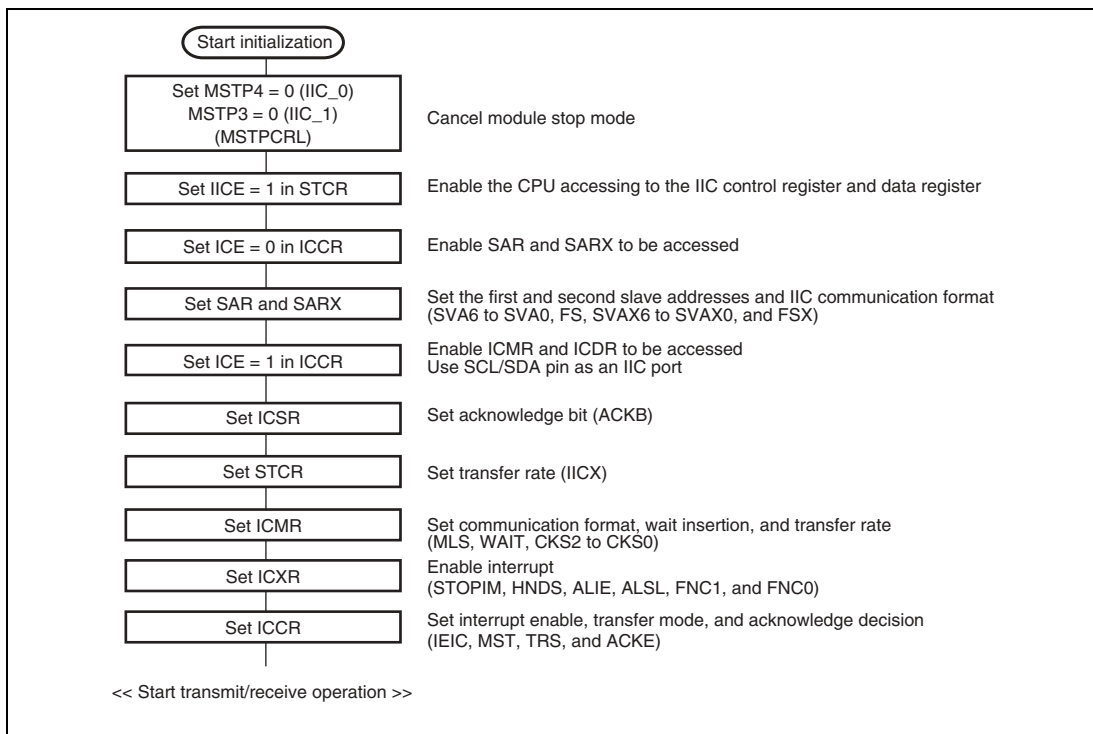 Start initialization
Set MSTP4 = 0 (IIC_0)
MSTP3 = 0 (IIC_1)
(MSTPCRL)
Cancel module stop mode
Set IICE = 1 in STCR
Enable the CPU accessing to the IIC control register and data register
Set ICE = 0 in ICCR
Enable SAR and SARX to be accessed
Set SAR and SARX
Set the first and second slave addresses and IIC communication format
(SVA6 to SVA0, FS, SVAX6 to SVAX0, and FSX)
Set ICE = 1 in ICCR
Enable ICMR and ICDR to be accessed
Use SCL/SDA pin as an IIC port
Set ICSR
Set acknowledge bit (ACKB)
Set STCR
Set transfer rate (IICX)
Set ICMR
Set communication format, wait insertion, and transfer rate
(MLS, WAIT, CKS2 to CKS0)
Set ICXR
Enable interrupt
(STOPIM, HNDS, ALIE, ALSL, FNC1, and FNC0)
Set ICCR
Set interrupt enable, transfer mode, and acknowledge decision
(IEIC, MST, TRS, and ACKE)
<< Start transmit/receive operation >>